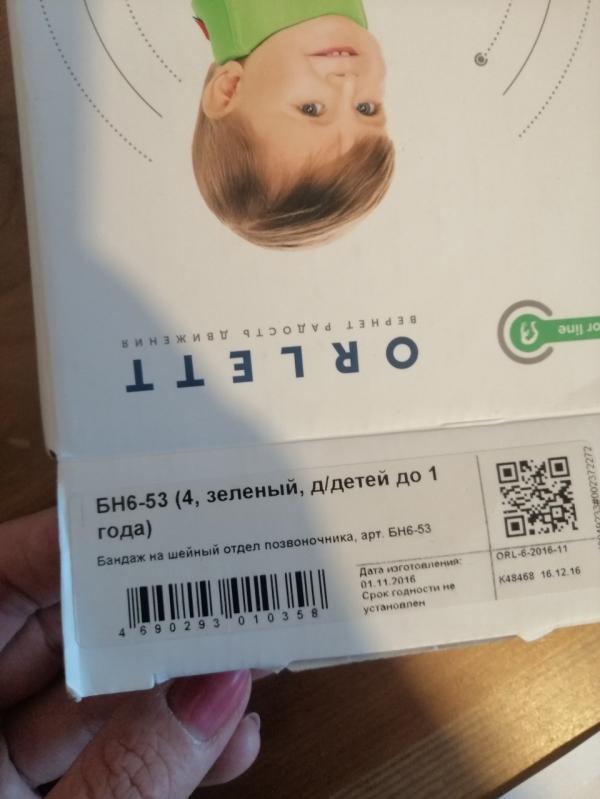 or line
ВЕРНЕТ РАДОСТЬ ДВИЖЕНИЯ
ORLETT
БН6-53 (4, зеленый, д/детей до 1
года)
Бандаж на шейный отдел позвоночника, арт. БН6-53
4 690293 010358
Дата изготовления:
01.11.2016
Срок годности не
установлен
ORL-6-2016-11
K48468 16.12.16